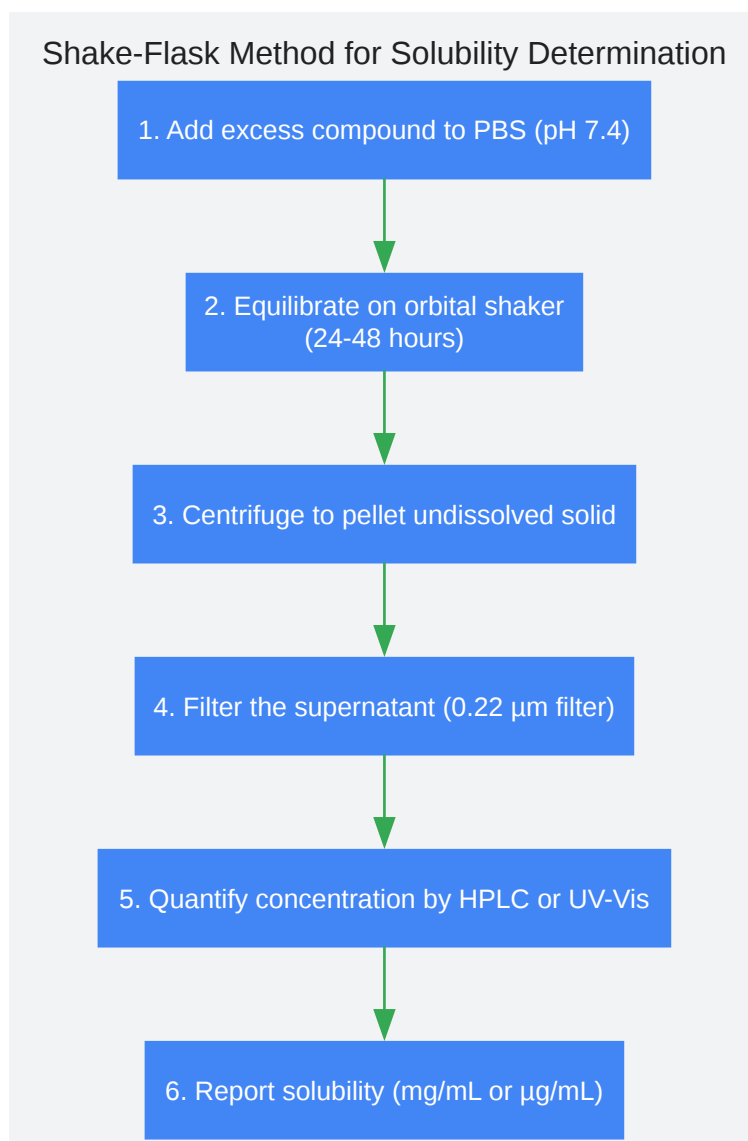 Shake-Flask Method for Solubility Determination
1. Add excess compound to PBS (pH 7.4)
2. Equilibrate on orbital shaker
(24-48 hours)
3. Centrifuge to pellet undissolved solid
4. Filter the supernatant (0.22 µm filter)
5. Quantify concentration by HPLC or UV-Vis
6. Report solubility (mg/mL or µg/mL)